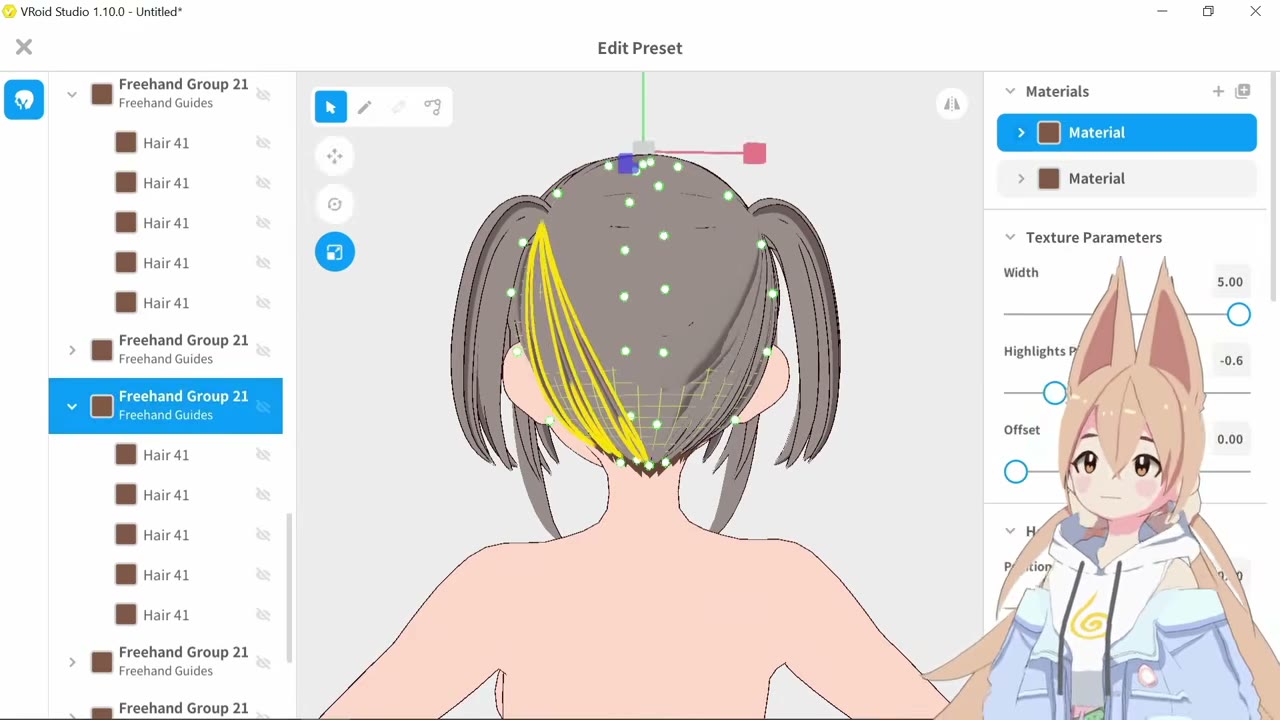 VRoid Studio 1.10.0 - Untitled*
Edit Preset
Freehand Group 21
Freehand Guides
Hair 41
Hair 41
Hair 41
Hair 41
Hair 41
Freehand Group 21
Freehand Guides
Freehand Group 21
Freehand Guides
Hair 41
Hair 41
Hair 41
Hair 41
Hair 41
Freehand Group 21
Freehand Guides
Freehand Group 21
Materials
Material
Material
Texture Parameters
Width
5.00
Highlights
-0.6
Offset
0.00